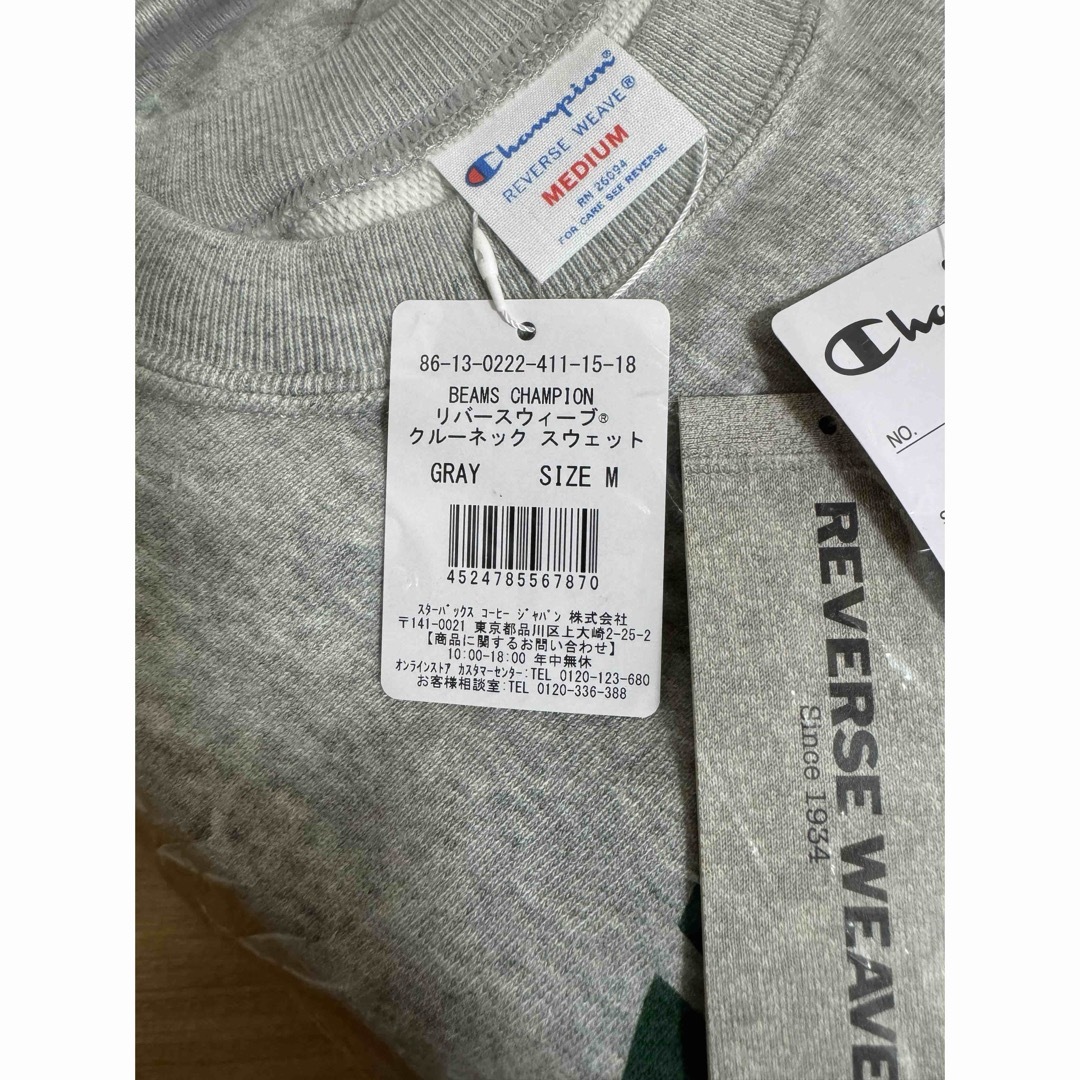 Champion®
REVERSE WEAVE®
MEDIUM
RN 26094
FOR CARE SEE REVERSE
86-13-0222-411-15-18
BEAMS CHAMPION
リバースウィーブ®
クルーネック スウェット
GRAY SIZE M
4524785567870
スターバックス コーヒー ジャパン 株式会社
〒141-0021 東京都品川区上大崎2-25-2
【商品に関するお問い合わせ】
10:00-18:00 年中無休
オンラインストア カスタマーセンター:TEL 0120-123-680
お客様相談室:TEL 0120-336-388
Cha
NO.
REVERSE WEAVE
Since 1934